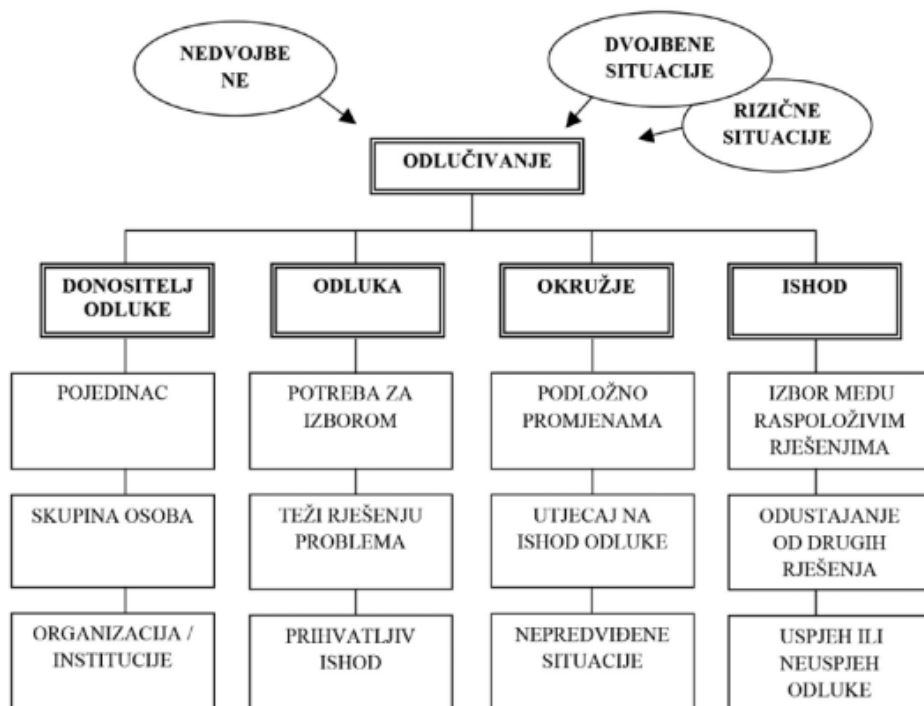 NEDVOJBE
NE
DVOJBENE
SITUACIJE
RIZIČNE
SITUACIJE
ODLUČIVANJE
DONOSITELJ
ODLUKE
ODLUKA
OKRUŽJE
ISHOD
POJEDINAC
POTREBA ZA
IZBOROM
PODLOŽNO
PROMJENAMA
IZBOR MEĐU
RASPOLOŽIVIM
RJEŠENJIMA
SKUPINA OSOBA
TEŽI RJEŠENJU
PROBLEMA
UTJECAJ NA
ISHOD ODLUKE
ODUSTAJANJE
OD DRUGIH
RJEŠENJA
ORGANIZACIJA /
INSTITUCIJE
PRIHVATLJIV
ISHOD
NEPREDVIĐENE
SITUACIJE
USPJEH ILI
NEUSPJEH
ODLUKE